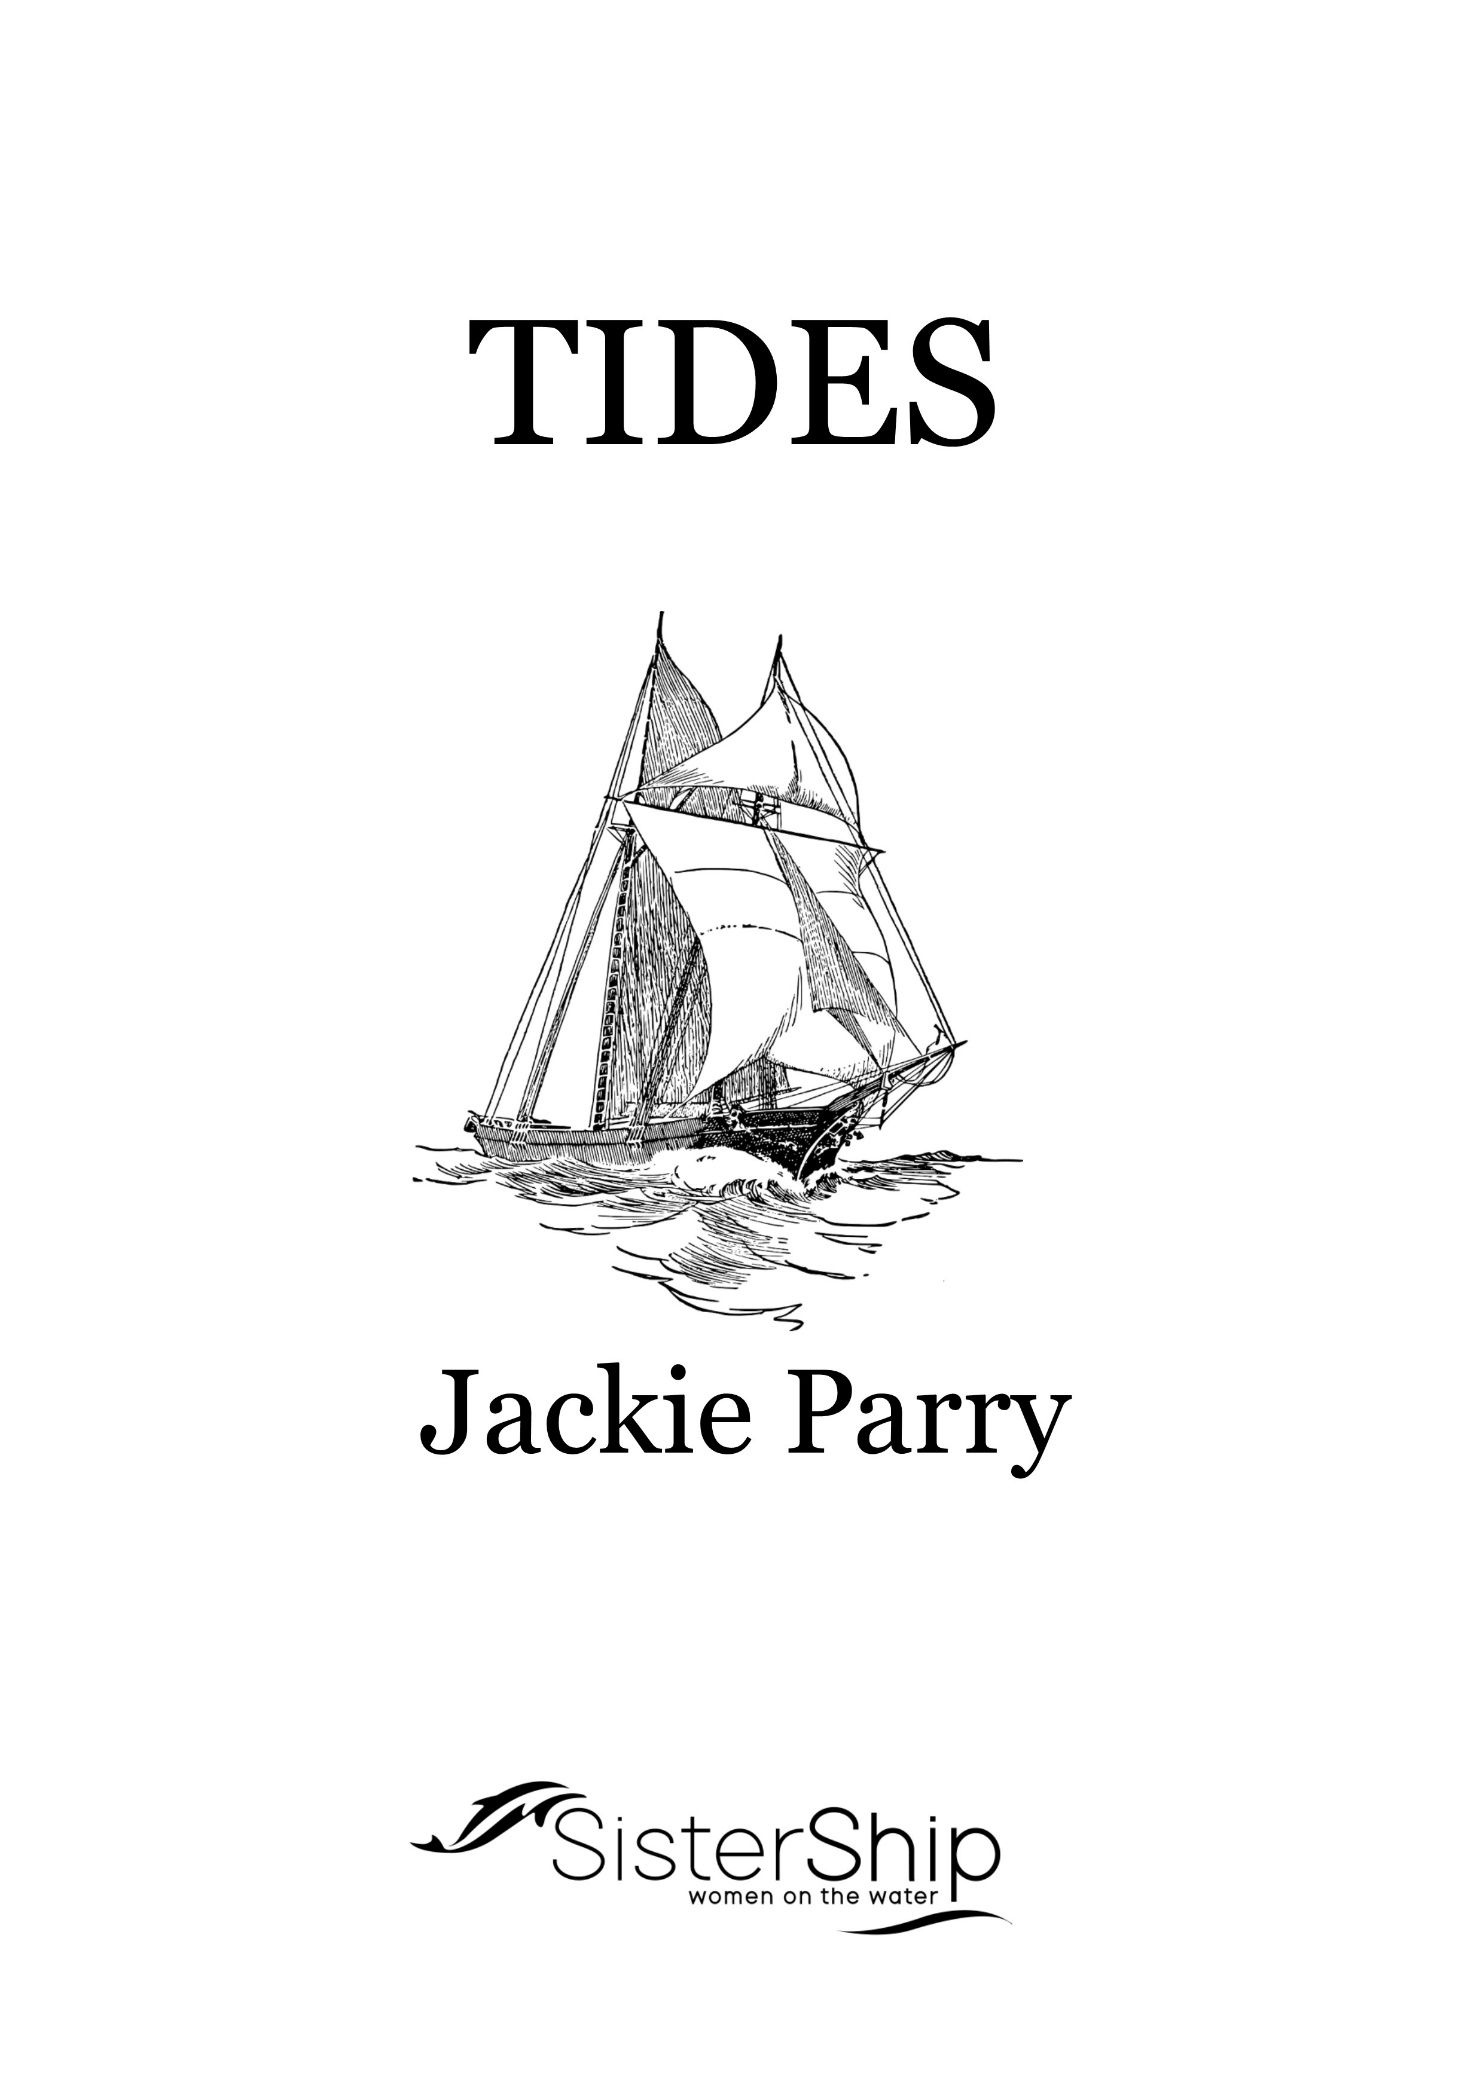 TIDES
Jackie Parry
SisterShip
women on the water